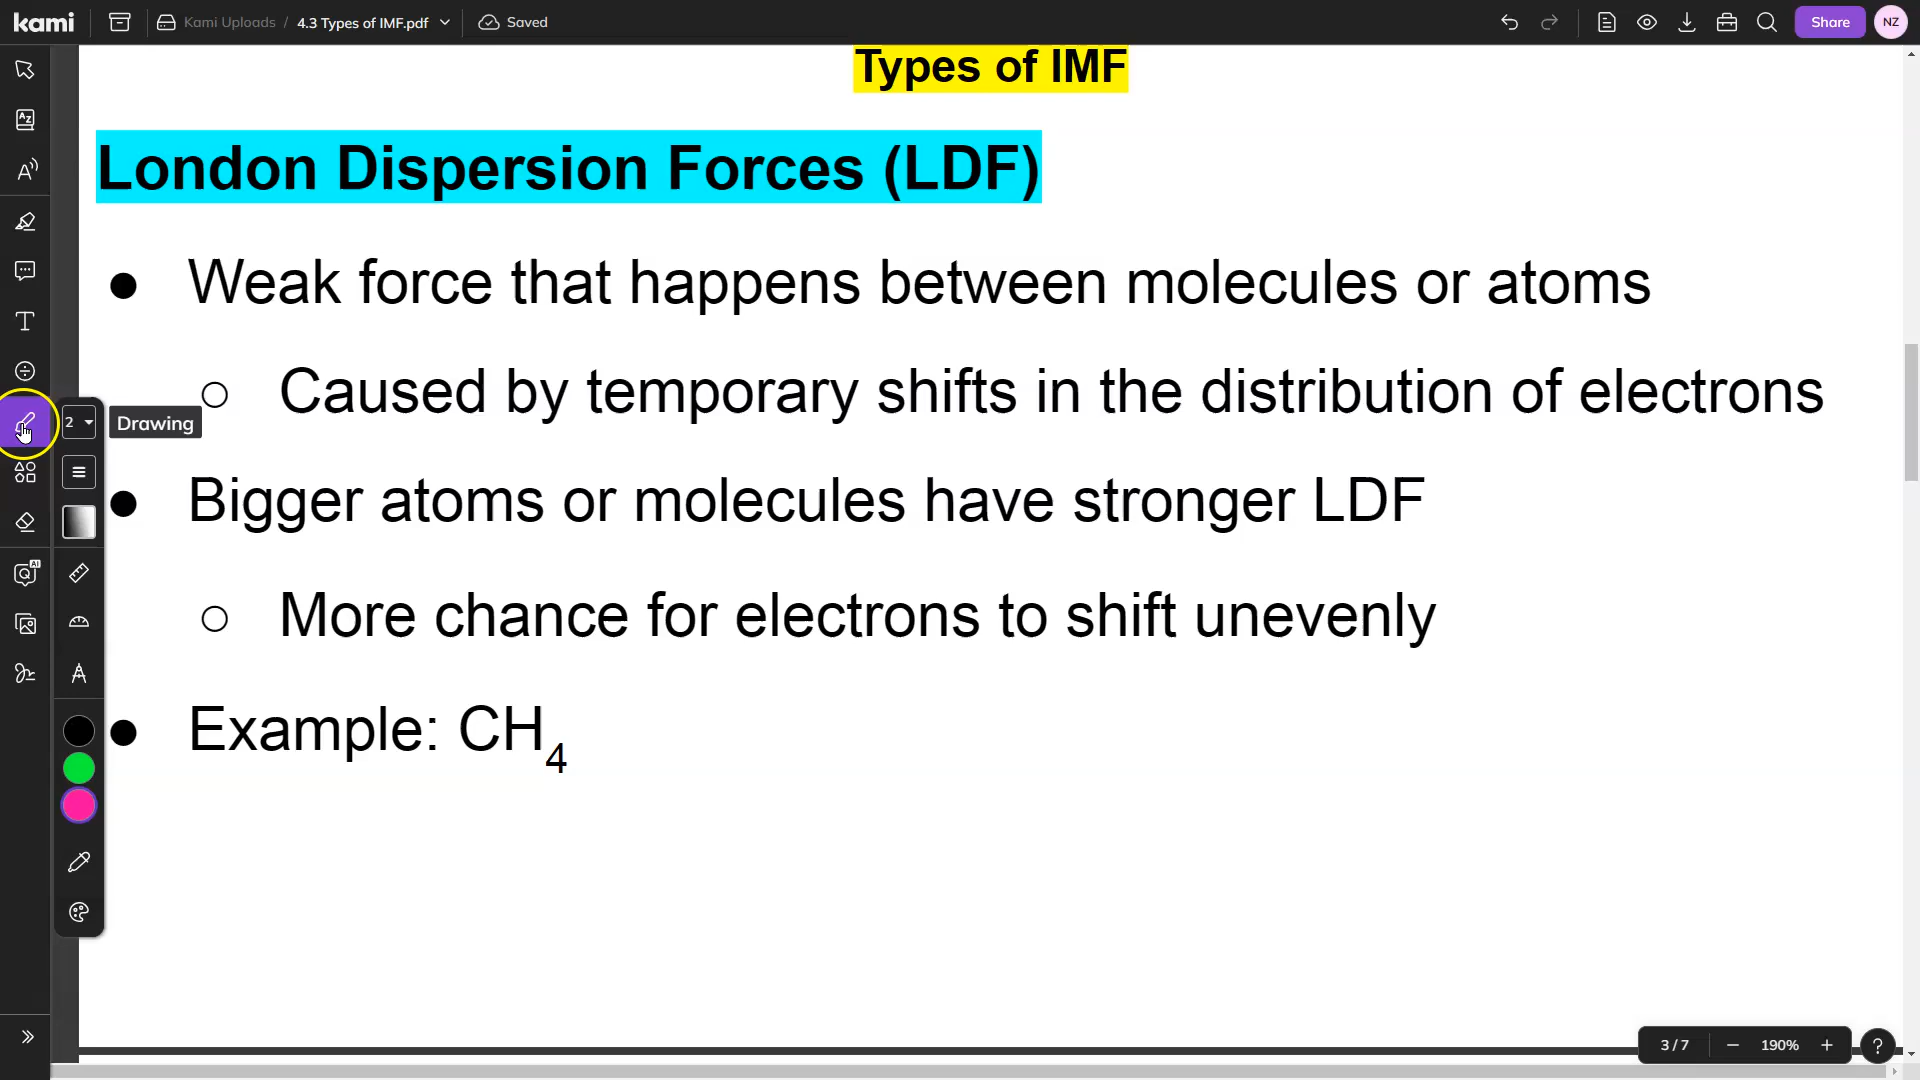 kami
Kami Uploads / 4.3 Types of IMF.pdf
Saved
Share
NZ
Types of IMF
London Dispersion Forces (LDF)
● Weak force that happens between molecules or atoms
○ Caused by temporary shifts in the distribution of electrons
2
Drawing
● Bigger atoms or molecules have stronger LDF
○ More chance for electrons to shift unevenly
● Example: CH₄
3 / 7
190%
?